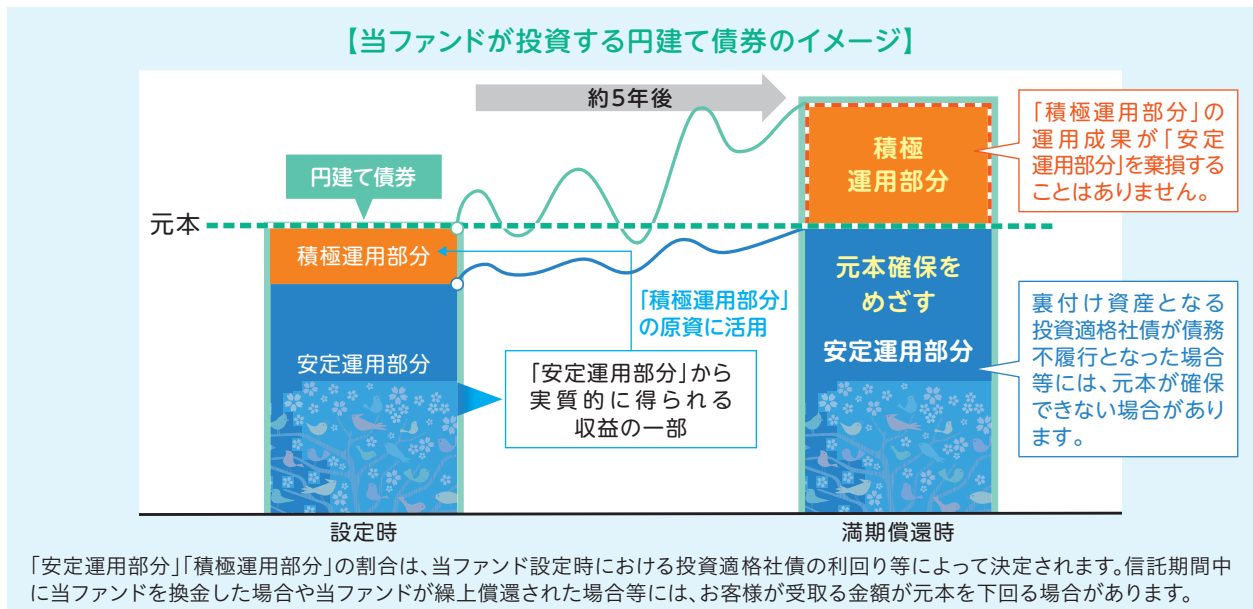 【当ファンドが投資する円建て債券のイメージ】
約5年後
円建て債券
元本
積極運用部分
安定運用部分
「積極運用部分」
の原資に活用
「安定運用部分」から
実質的に得られる
収益の一部
積極
運用部分
元本確保を
めざす
安定運用部分
「積極運用部分」の
運用成果が「安定
運用部分」を棄損する
ことはありません。
裏付け資産となる
投資適格社債が債務
不履行となった場合
等には、元本が確保
できない場合があり
ます。
設定時
満期償還時
「安定運用部分」「積極運用部分」の割合は、当ファンド設定時における投資適格社債の利回り等によって決定されます。信託期間中
に当ファンドを換金した場合や当ファンドが繰上償還された場合等には、お客様が受取る金額が元本を下回る場合があります。